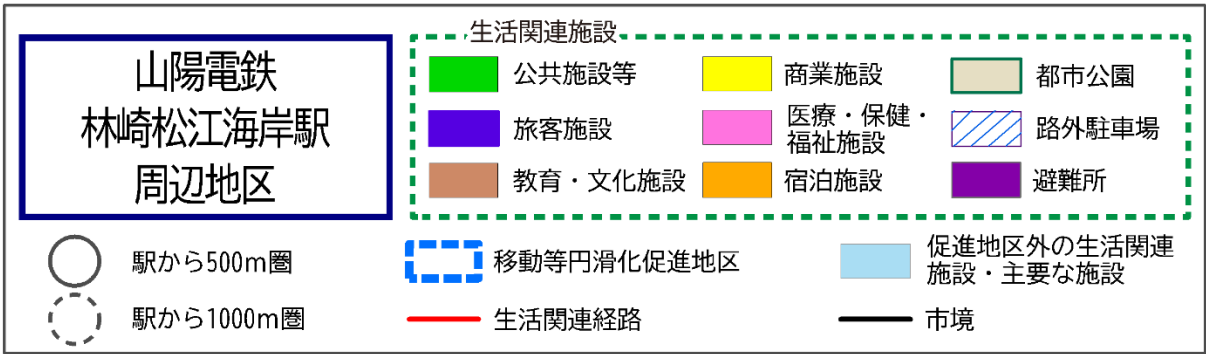 山陽電鉄
林崎松江海岸駅
周辺地区
生活関連施設
公共施設等
商業施設
都市公園
旅客施設
医療・保健・
福祉施設
路外駐車場
教育・文化施設
宿泊施設
避難所
駅から500m圏
移動等円滑化促進地区
促進地区外の生活関連
施設・主要な施設
駅から1000m圏
生活関連経路
市境